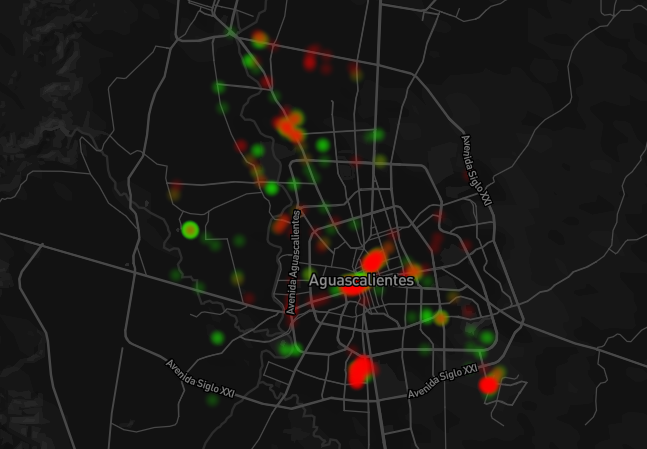 Avenida Siglo XXI
Avenida Aguascalientes
Aguascalientes
Avenida Siglo XXI
Avenida Siglo XXI